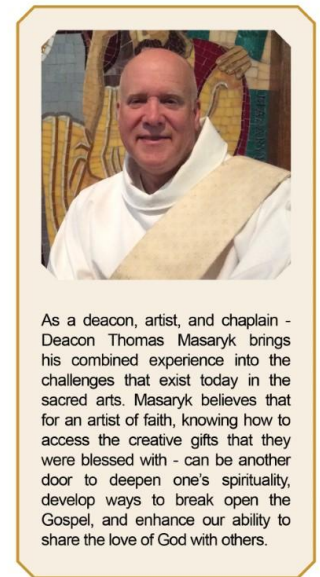 As a deacon, artist, and chaplain -
Deacon Thomas Masaryk brings
his combined experience into the
challenges that exist today in the
sacred arts. Masaryk believes that
for an artist of faith, knowing how to
access the creative gifts that they
were blessed with - can be another
door to deepen one's spirituality,
develop ways to break open the
Gospel, and enhance our ability to
share the love of God with others.